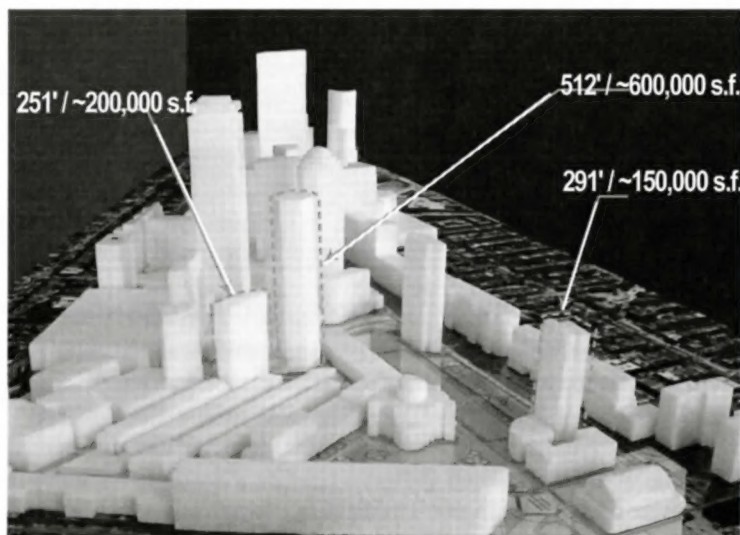 512' / ~600,000 s.f.
251' / ~200,000 s.f.
291' / ~150,000 s.f.